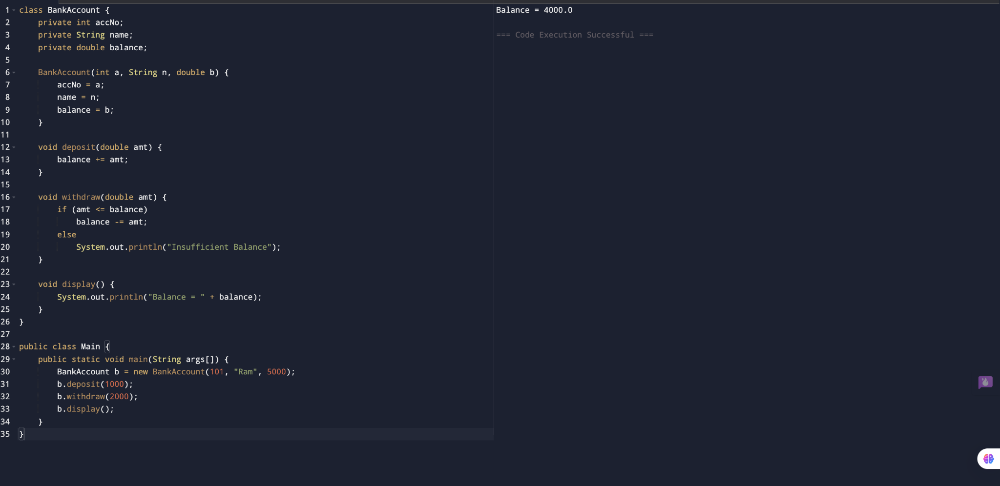 1 class BankAccount {
2     private int accNo;
3     private String name;
4     private double balance;
5
6     BankAccount(int a, String n, double b) {
7         accNo = a;
8         name = n;
9         balance = b;
10     }
11
12     void deposit(double amt) {
13         balance += amt;
14     }
15
16     void withdraw(double amt) {
17         if (amt <= balance)
18             balance -= amt;
19         else
20             System.out.println("Insufficient Balance");
21     }
22
23     void display() {
24         System.out.println("Balance = " + balance);
25     }
26 }
27
28 public class Main {
29     public static void main(String args[]) {
30         BankAccount b = new BankAccount(101, "Ram", 5000);
31         b.deposit(1000);
32         b.withdraw(2000);
33         b.display();
34     }
35 }
Balance = 4000.0
=== Code Execution Successful ===